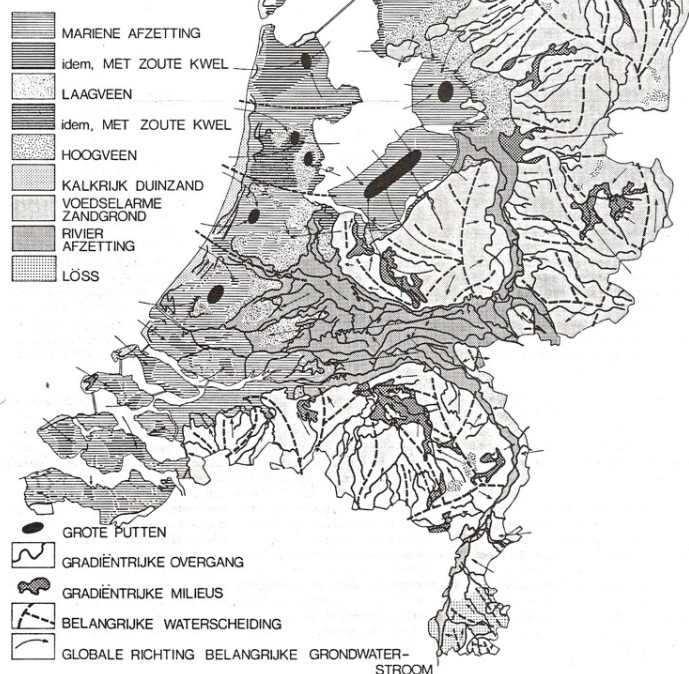 MARIENE AFZETTING
idem, MET ZOUTE KWEL
LAAGVEEN
idem, MET ZOUTE KWEL
HOOGVEEN
KALKRIJK DUINZAND
VOEDSELARME
ZANDGROND
RIVIER
AFZETTING
LÖSS
GROTE PUTTEN
GRADIËNTRIJKE OVERGANG
GRADIËNTRIJKE MILIEUS
BELANGRIJKE WATERSCHEIDING
GLOBALE RICHTING BELANGRIJKE GRONDWATER-
STROOM